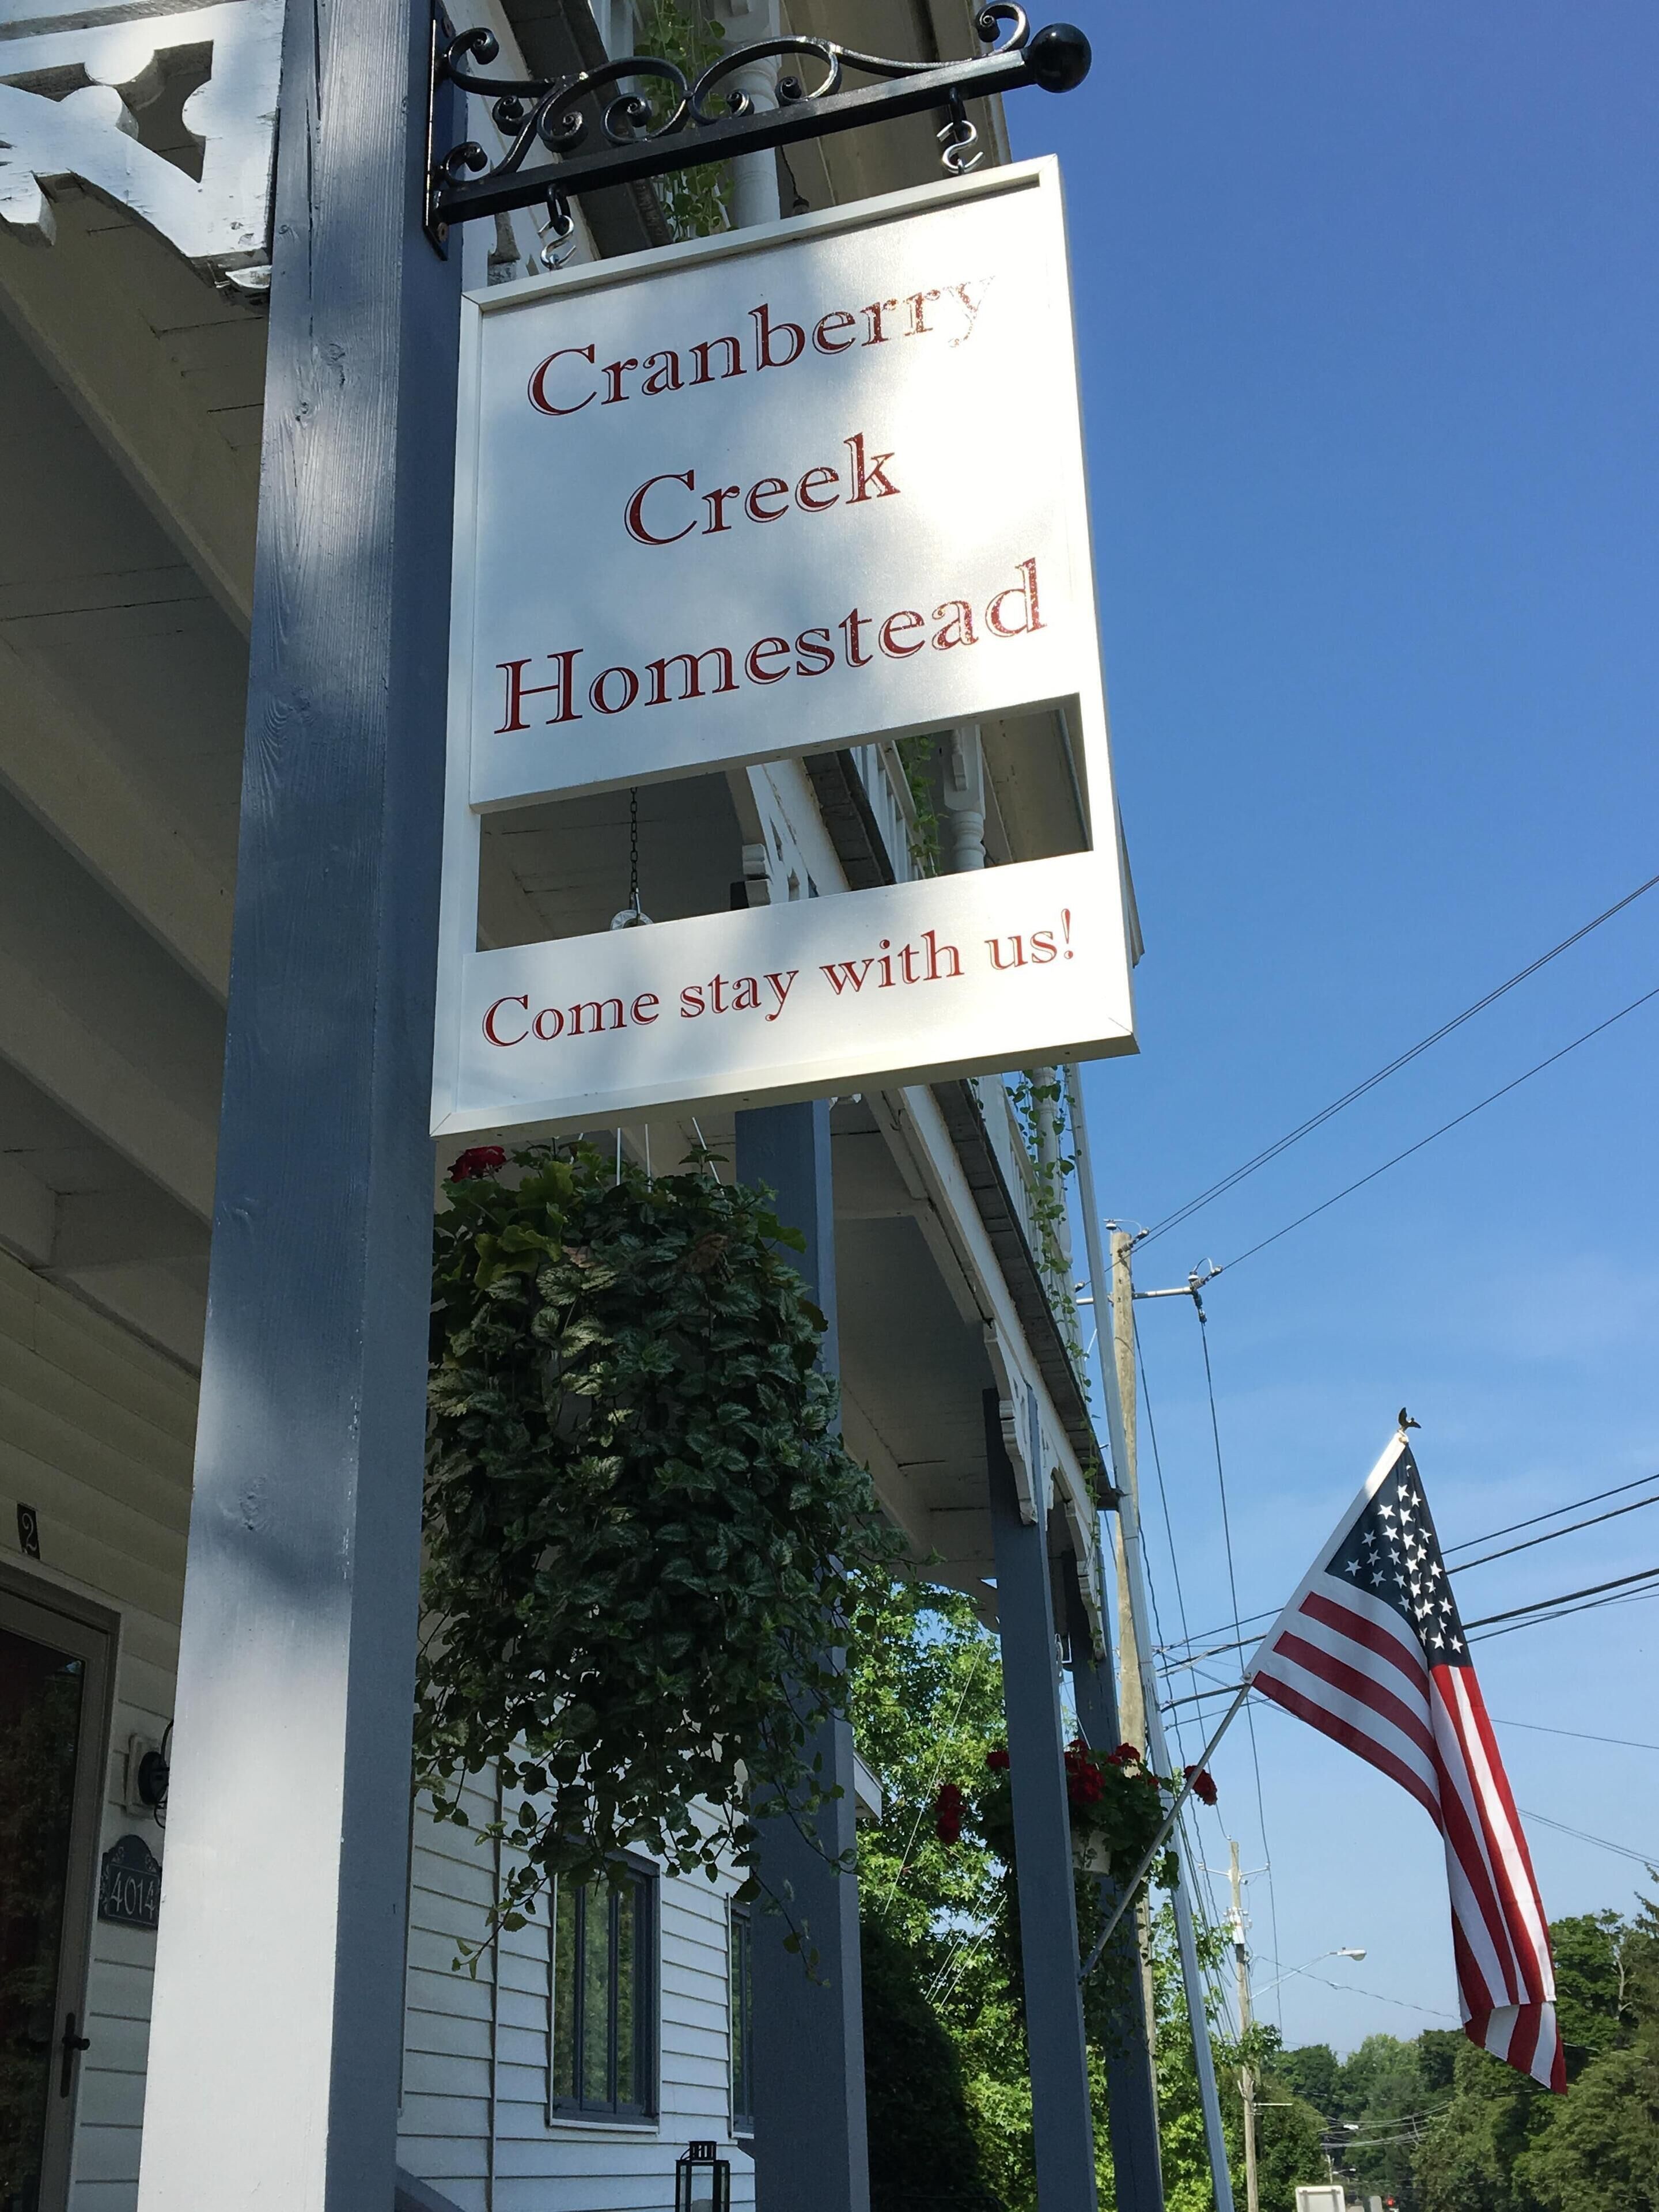 Cranberry
Creek
Homestead
Come stay with us!
2
4014